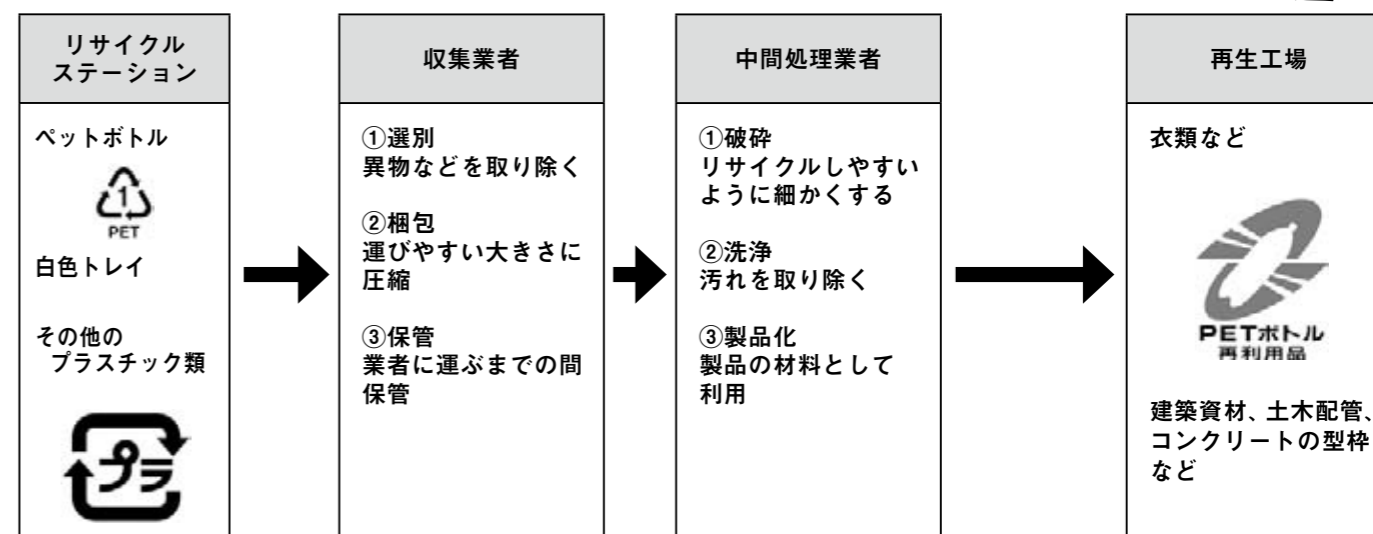 リサイクル
ステーション
ペットボトル
1
PET
白色トレイ
その他の
プラスチック類
プラ
収集業者
①選別
異物などを取り除く
②梱包
運びやすい大きさに
圧縮
③保管
業者に運ぶまでの間
保管
中間処理業者
①破砕
リサイクルしやすい
ように細かくする
②洗浄
汚れを取り除く
③製品化
製品の材料として
利用
再生工場
衣類など
PETボトル
再利用品
建築資材、土木配管、
コンクリートの型枠
など